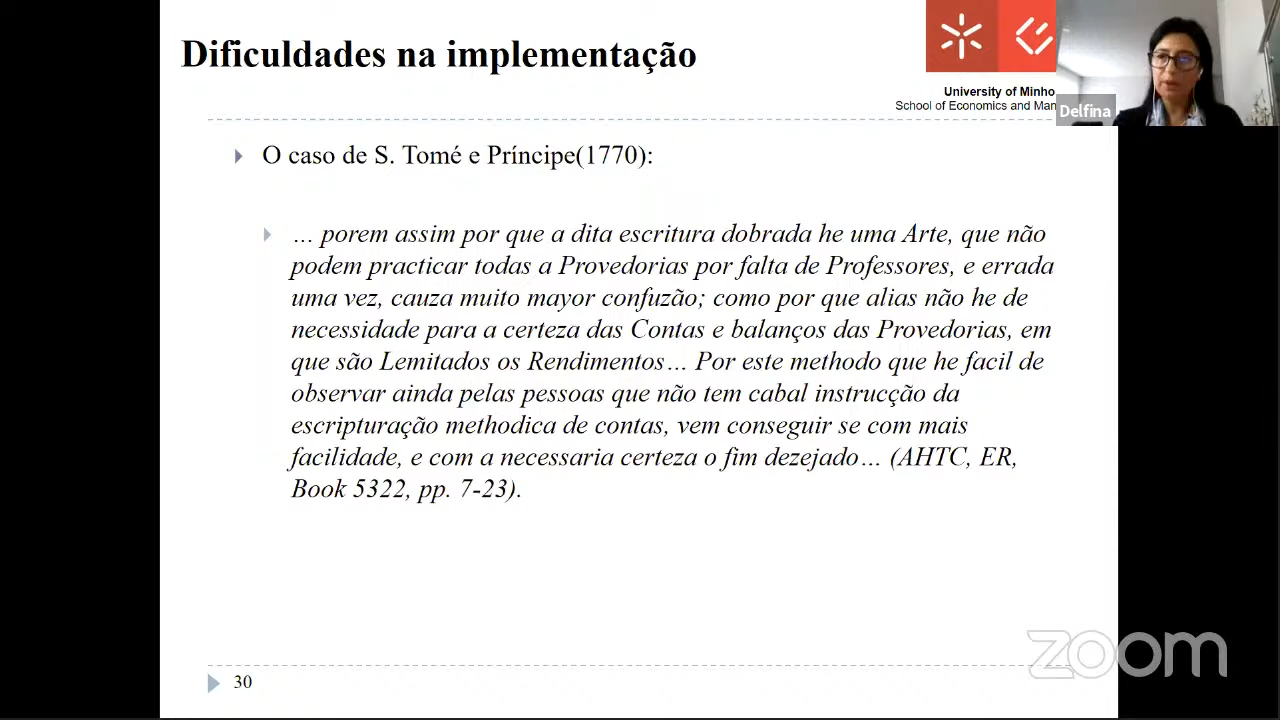 Dificuldades na implementação
University of Minho
School of Economics and Man
Delfina
O caso de S. Tomé e Príncipe(1770):
… porem assim por que a dita escritura dobrada he uma Arte, que não
podem practicar todas a Provedorias por falta de Professores, e errada
uma vez, cauza muito mayor confuzão; como por que alias não he de
necessidade para a certeza das Contas e balanços das Provedorias, em
que são Lemitados os Rendimentos… Por este methodo que he facil de
observar ainda pelas pessoas que não tem cabal instrucção da
escripturação methodica de contas, vem conseguir se com mais
facilidade, e com a necessaria certeza o fim dezejado… (AHTC, ER,
Book 5322, pp. 7-23).
zoom
30